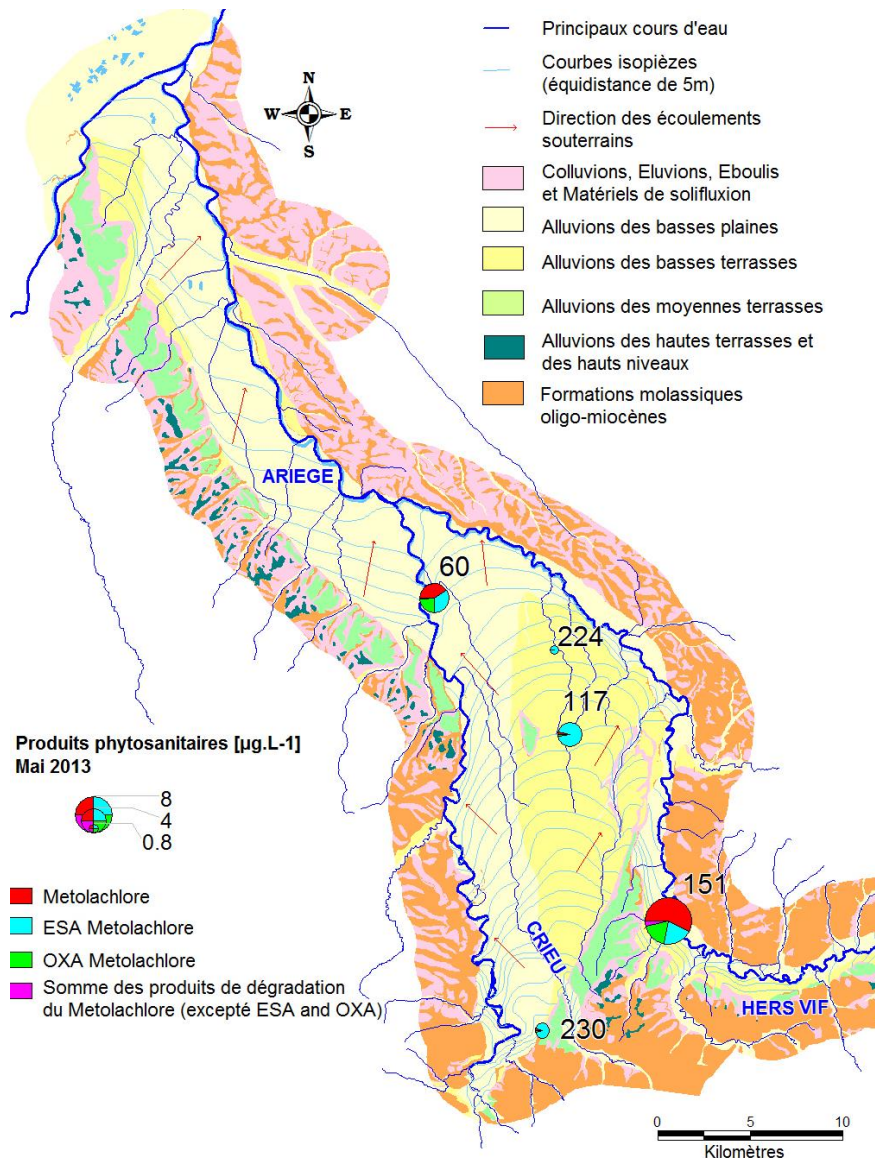 Principaux cours d'eau
Courbes isopièzes
(équidistance de 5m)
Direction des écoulements
souterrains
Colluvions, Eluvions, Eboulis
et Matériels de solifluxion
Alluvions des basses plaines
Alluvions des basses terrasses
Alluvions des moyennes terrasses
Alluvions des hautes terrasses et
des hauts niveaux
Formations molassiques
oligo-miocènes
N
W
E
S
ARIEGE
60
224
117
151
CRIEU
HERS VIF
230
Produits phytosanitaires [µg.L-1]
Mai 2013
8
4
0.8
Metolachlore
ESA Metolachlore
OXA Metolachlore
Somme des produits de dégradation
du Metolachlore (excepté ESA and OXA)
0 5 10
Kilomètres